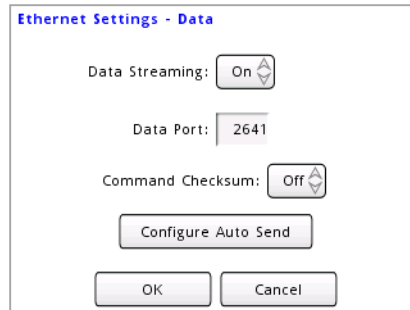 Ethernet Settings - Data
Data Streaming: On
Data Port: 2641
Command Checksum: Off
Configure Auto Send
OK Cancel